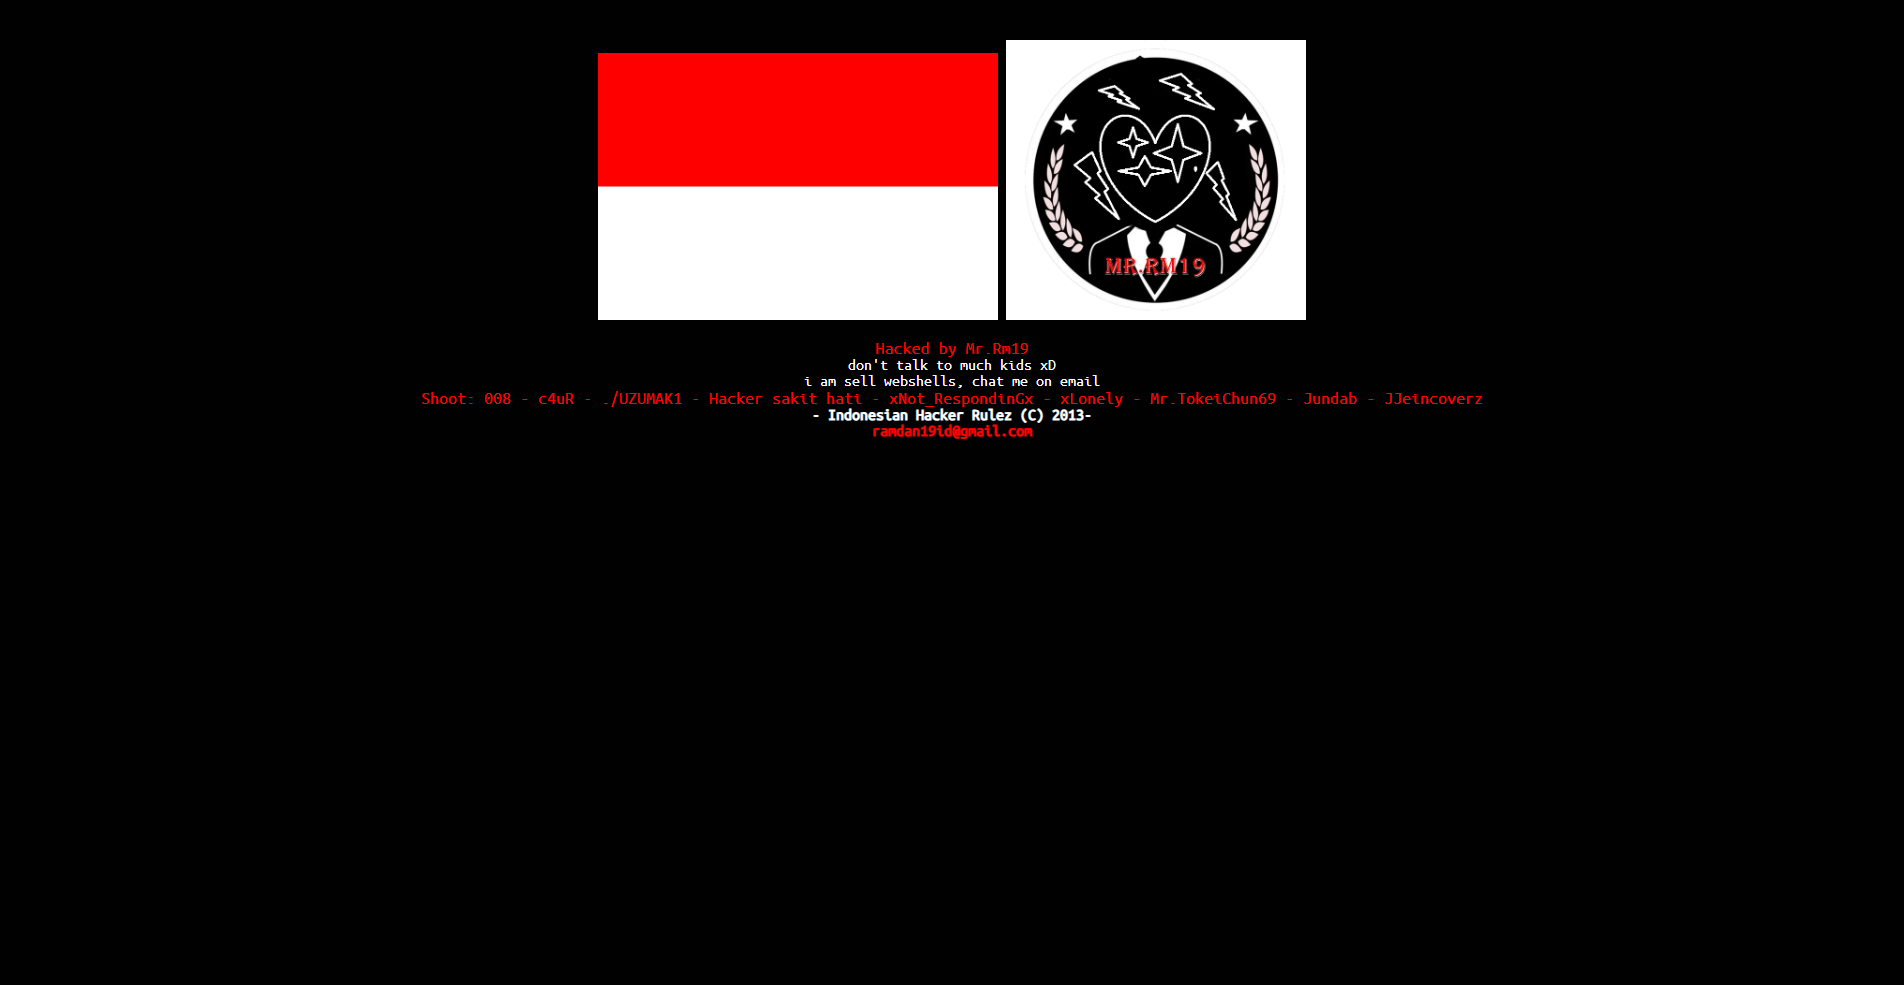 MR.RM19
Hacked by Mr.Rm19
don't talk to much kids xD
i am sell webshells, chat me on email
Shoot: 008 - c4uR - ./UZUMAK1 - Hacker sakit hati - xNot_RespondinGx - xLonely - Mr.TokeiChun69 - Jundab - JJeincoverz
- Indonesian Hacker Rulez (C) 2013-
ramdan19id@gmail.com